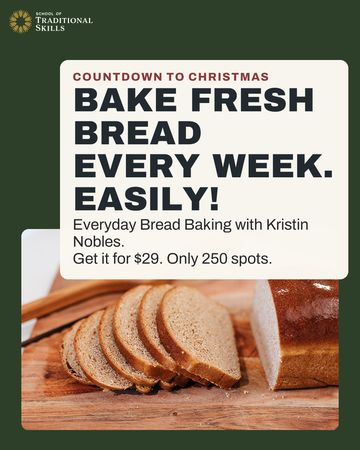 SCHOOL OF
TRADITIONAL
SKILLS
COUNTDOWN TO CHRISTMAS
BAKE FRESH
BREAD
EVERY WEEK.
EASILY!
Everyday Bread Baking with Kristin
Nobles.
Get it for $29. Only 250 spots.